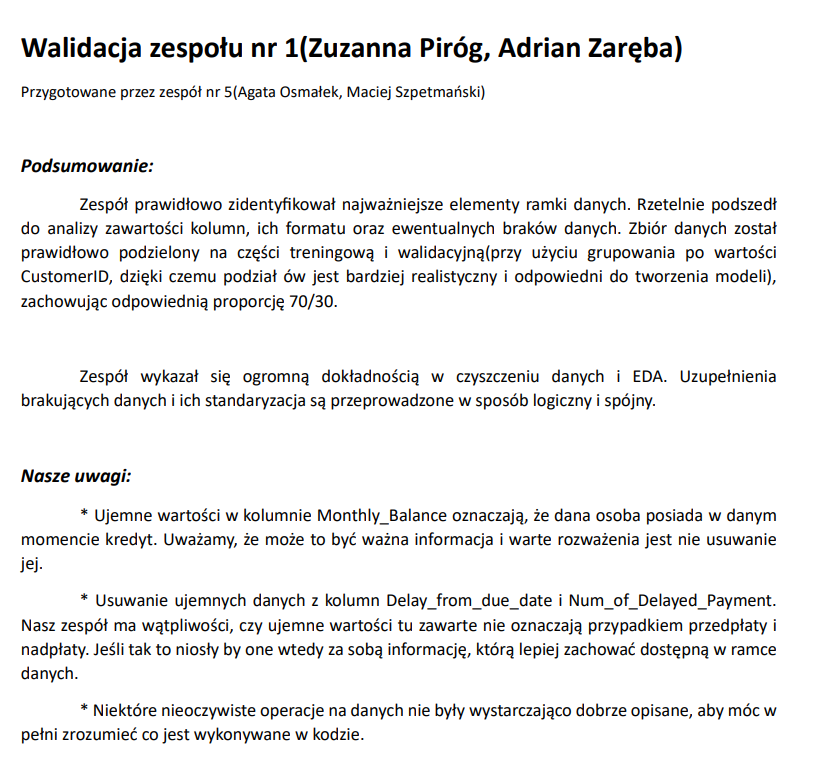 Walidacja zespołu nr 1(Zuzanna Piróg, Adrian Zaręba)
Przygotowane przez zespół nr 5(Agata Osmałek, Maciej Szpetmański)
Podsumowanie:
Zespół prawidłowo zidentyfikował najważniejsze elementy ramki danych. Rzetelnie podszedł
do analizy zawartości kolumn, ich formatu oraz ewentualnych braków danych. Zbiór danych został
prawidłowo podzielony na części treningową i walidacyjną(przy użyciu grupowania po wartości
CustomerID, dzięki czemu podział ów jest bardziej realistyczny i odpowiedni do tworzenia modeli),
zachowując odpowiednią proporcję 70/30.
Zespół wykazał się ogromną dokładnością w czyszczeniu danych i EDA. Uzupełnienia
brakujących danych i ich standaryzacja są przeprowadzone w sposób logiczny i spójny.
Nasze uwagi:
* Ujemne wartości w kolumnie Monthly_Balance oznaczają, że dana osoba posiada w danym
momencie kredyt. Uważamy, że może to być ważna informacja i warte rozważenia jest nie usuwanie
jej.
* Usuwanie ujemnych danych z kolumn Delay_from_due_date i Num_of_Delayed_Payment.
Nasz zespół ma wątpliwości, czy ujemne wartości tu zawarte nie oznaczają przypadkiem przedpłaty i
nadpłaty. Jeśli tak to niosły by one wtedy za sobą informację, którą lepiej zachować dostępną w ramce
danych.
* Niektóre nieoczywiste operacje na danych nie były wystarczająco dobrze opisane, aby móc w
pełni zrozumieć co jest wykonywane w kodzie.